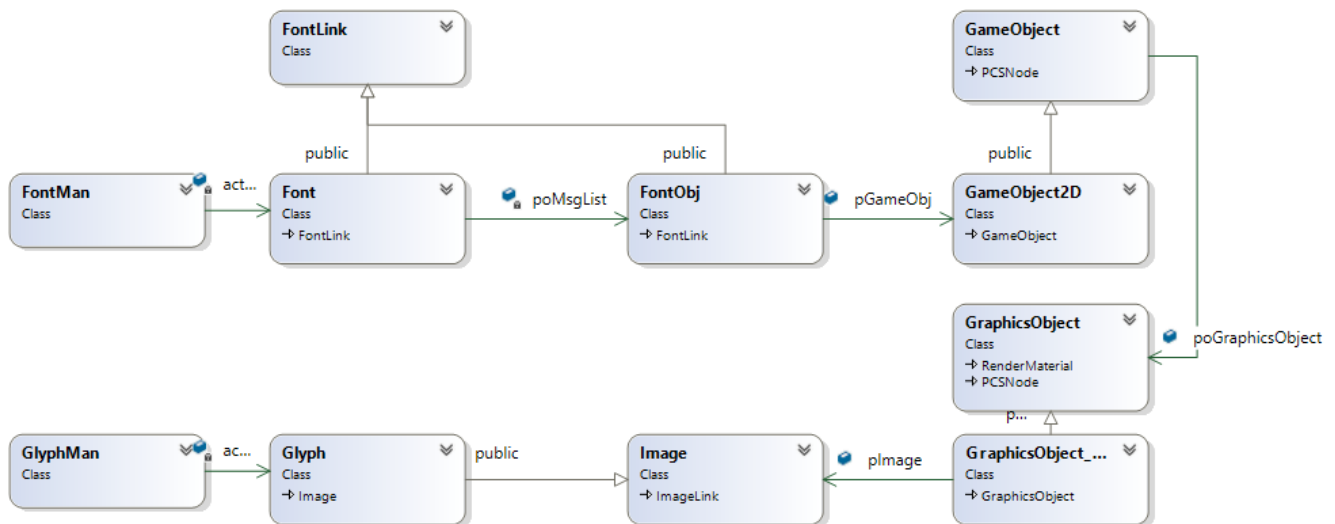 FontLink
Class
GameObject
Class
PCSNode
public
public
public
FontMan
Class
act...
Font
Class
FontLink
poMsgList
FontObj
Class
FontLink
pGameObj
GameObject2D
Class
GameObject
GraphicsObject
Class
RenderMaterial
PCSNode
poGraphicsObject
p...
GlyphMan
Class
ac...
Glyph
Class
Image
public
Image
Class
ImageLink
pImage
GraphicsObject_...
Class
GraphicsObject